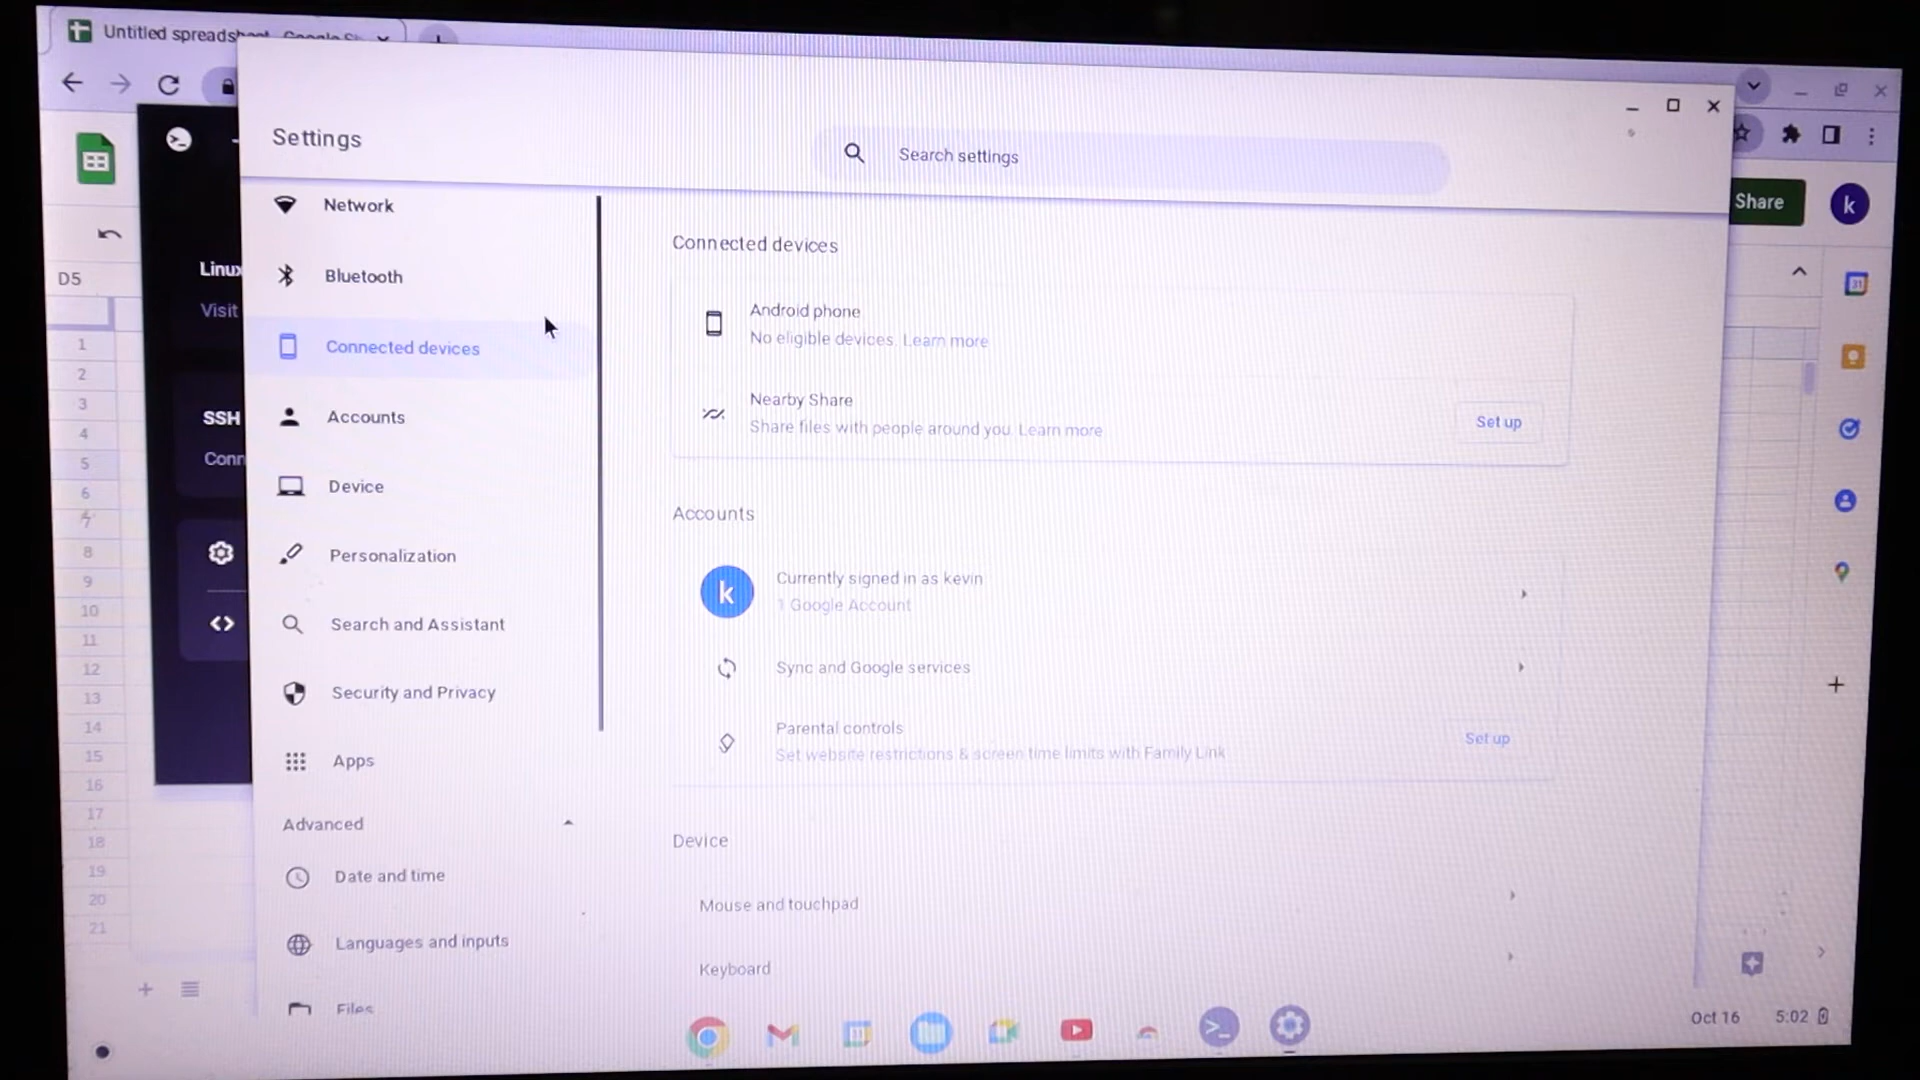 Untitled spreadsheet - Google Sh
Settings
Search settings
Share
k
D5
Linux
Visit
SSH
Conn
Network
Bluetooth
Connected devices
Accounts
Device
Personalization
Search and Assistant
Security and Privacy
Apps
Advanced
Date and time
Languages and inputs
Files
Connected devices
Android phone
No eligible devices. Learn more
Nearby Share
Share files with people around you. Learn more
Set up
Accounts
k
Currently signed in as kevin
1 Google Account
Sync and Google services
Parental controls
Set website restrictions & screen time limits with Family Link
Set up
Device
Mouse and touchpad
Keyboard
1
2
3
4
5
6
7
8
9
10
11
12
13
14
15
16
17
18
19
20
21
31
31
Oct 16
5:02